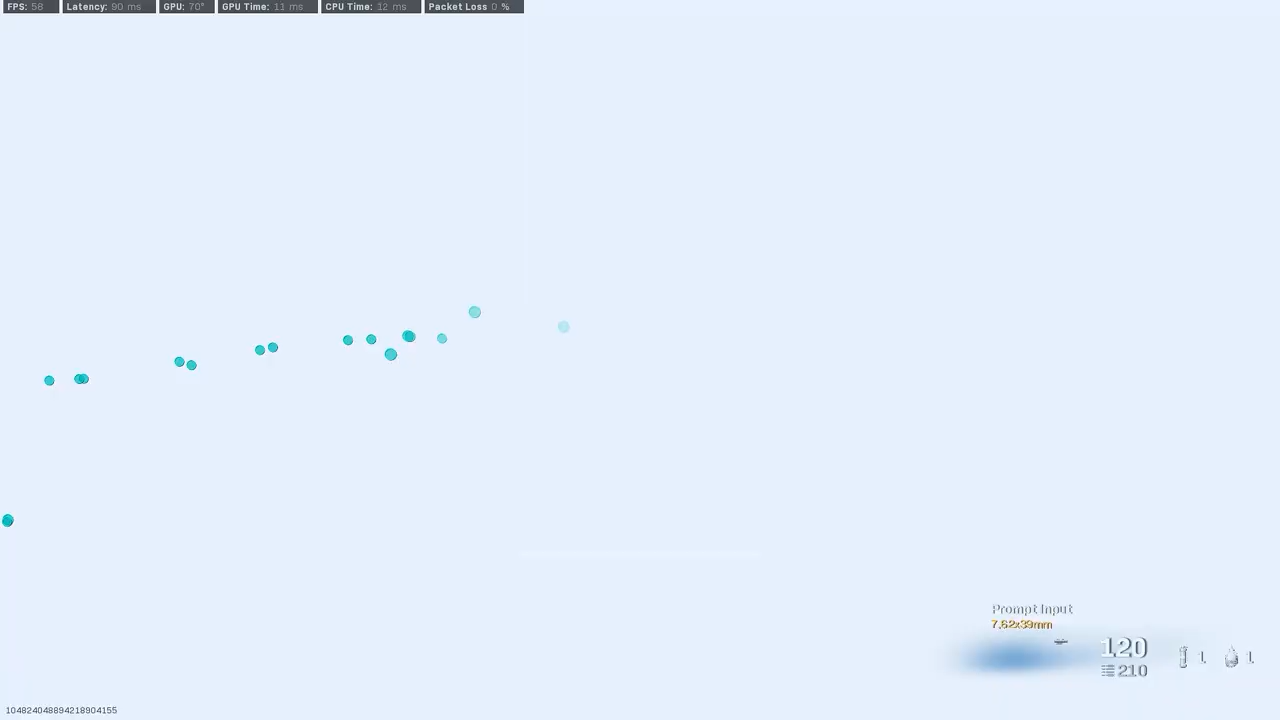 FPS: 58 Latency: 90 ms GPU: 70° GPU Time: 11 ms CPU Time: 12 ms Packet Loss 0 %
Prompt Input
7,62x39mm
120
210
1 1
104824048894218904155